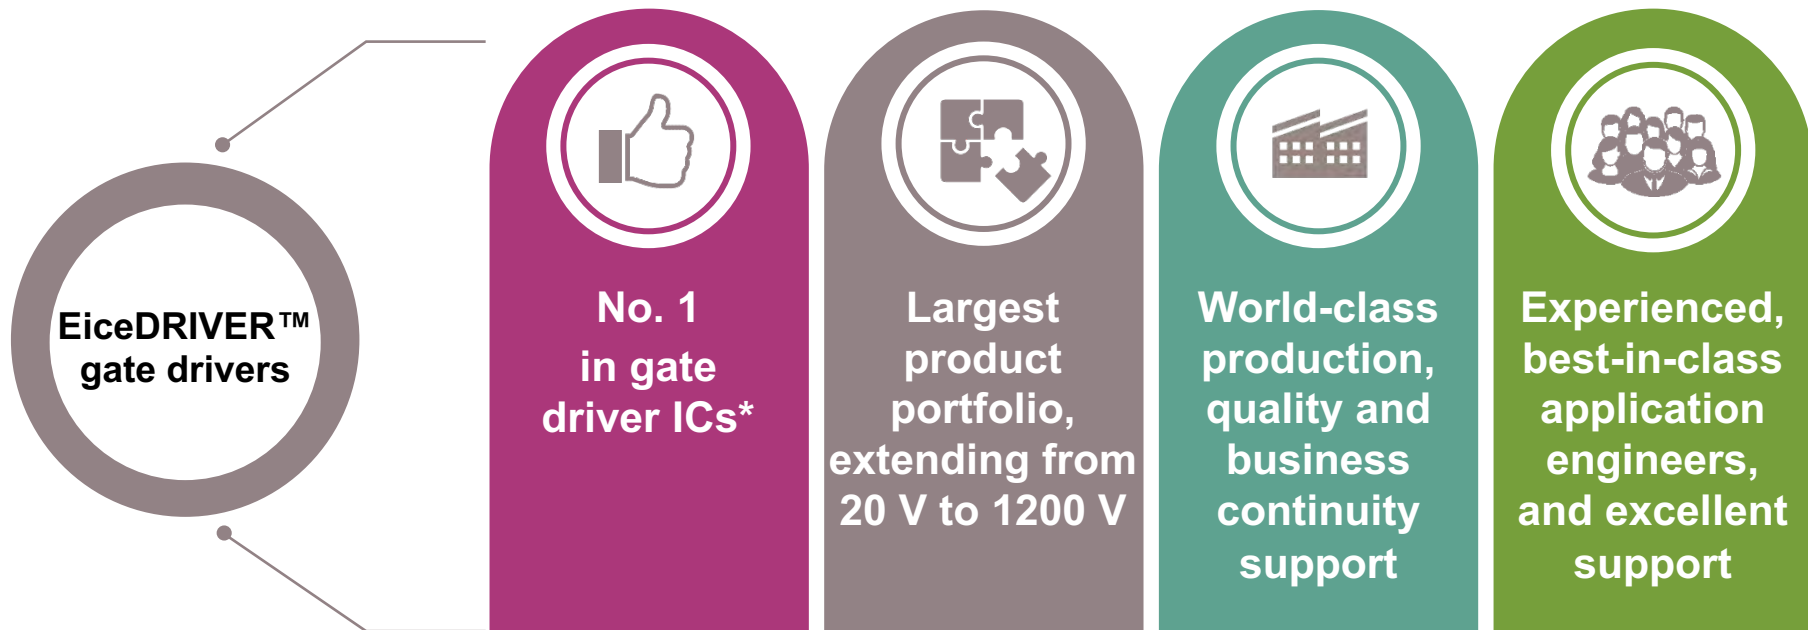 EiceDRIVER™
gate drivers
No. 1
in gate
driver ICs*
Largest
product
portfolio,
extending from
20 V to 1200 V
World-class
production,
quality and
business
continuity
support
Experienced,
best-in-class
application
engineers,
and excellent
support